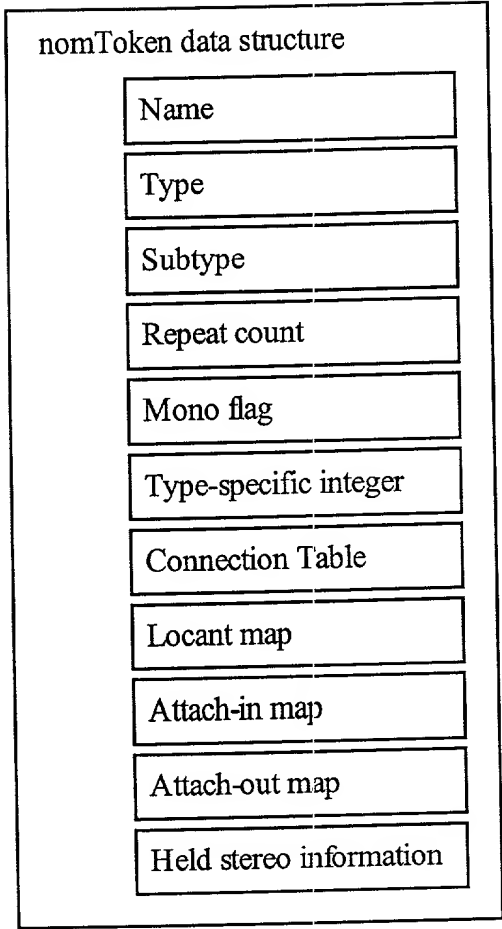 nomToken data structure
Name
Type
Subtype
Repeat count
Mono flag
Type-specific integer
Connection Table
Locant map
Attach-in map
Attach-out map
Held stereo information